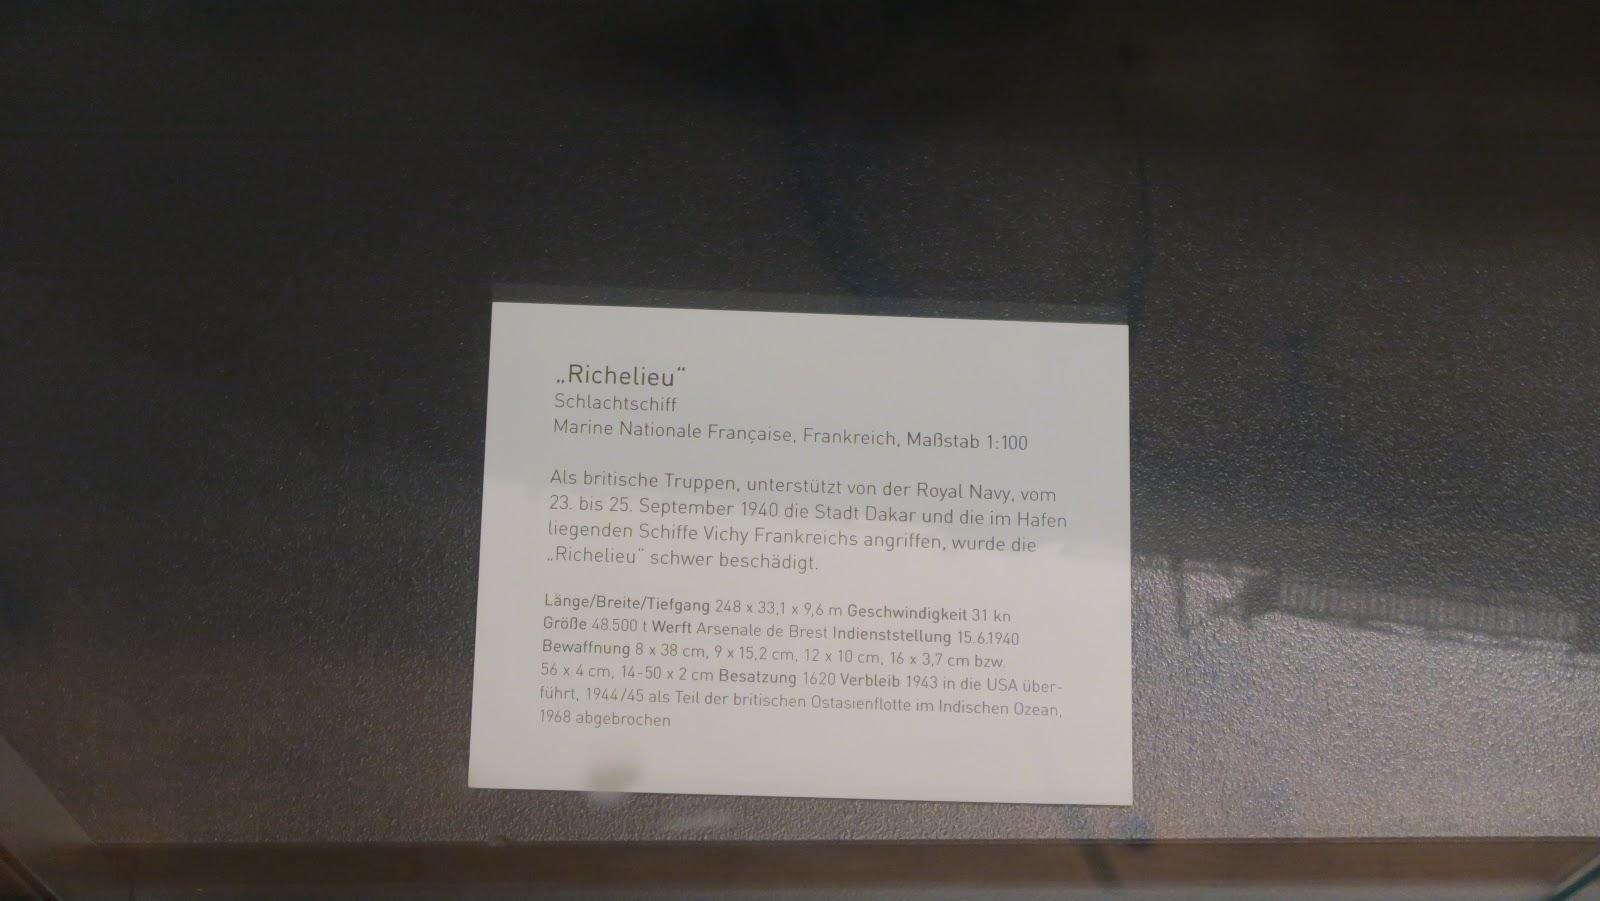 „Richelieu“
Schlachtschiff
Marine Nationale Française, Frankreich, Maßstab 1:100
Als britische Truppen, unterstützt von der Royal Navy, vom
23. bis 25. September 1940 die Stadt Dakar und die im Hafen
liegenden Schiffe Vichy Frankreichs angriffen, wurde die
„Richelieu“ schwer beschädigt.
Länge/Breite/Tiefgang 248 x 33,1 x 9,6 m Geschwindigkeit 31 kn
Größe 48.500 t Werft Arsenale de Brest Indienststellung 15.6.1940
Bewaffnung 8 x 38 cm, 9 x 15,2 cm, 12 x 10 cm, 16 x 3,7 cm bzw.
56 x 4 cm, 14-50 x 2 cm Besatzung 1620 Verbleib 1943 in die USA über-
führt, 1944/45 als Teil der britischen Ostasienflotte im Indischen Ozean,
1968 abgebrochen